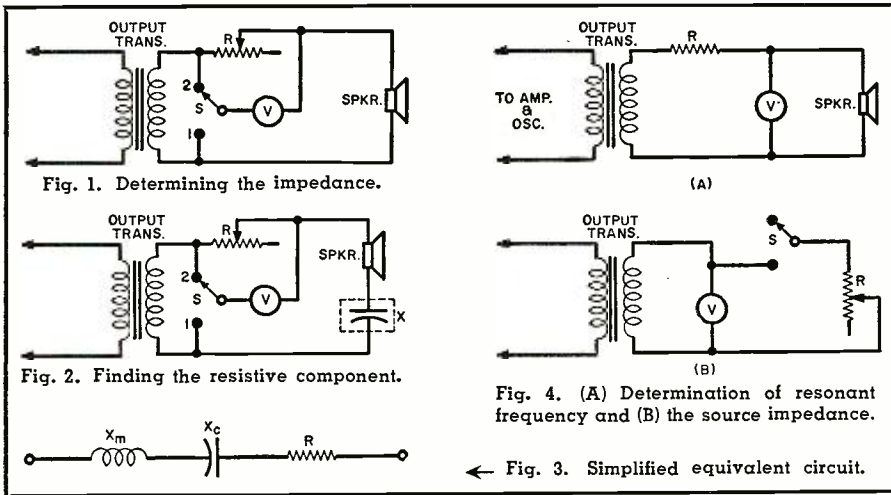 OUTPUT
TRANS.
R
2
S
V
1
SPKR.
Fig. 1. Determining the impedance.
OUTPUT
TRANS.
R
2
S
V
1
SPKR.
X
Fig. 2. Finding the resistive component.
Xm
Xc
R
← Fig. 3. Simplified equivalent circuit.
OUTPUT
TRANS.
R
TO AMP.
&
OSC.
V
SPKR.
(A)
OUTPUT
TRANS.
S
V
R
(B)
Fig. 4. (A) Determination of resonant
frequency and (B) the source impedance.